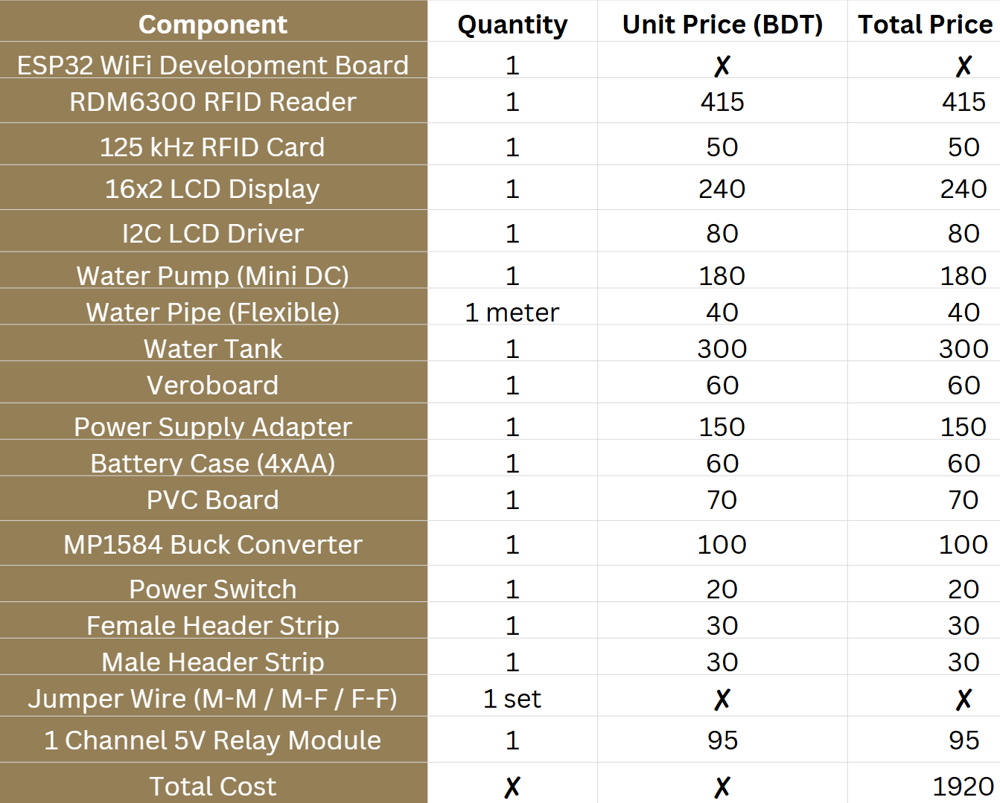 Component Quantity Unit Price (BDT) Total Price
ESP32 WiFi Development Board 1 ✗ ✗
RDM6300 RFID Reader 1 415 415
125 kHz RFID Card 1 50 50
16x2 LCD Display 1 240 240
I2C LCD Driver 1 80 80
Water Pump (Mini DC) 1 180 180
Water Pipe (Flexible) 1 meter 40 40
Water Tank 1 300 300
Veroboard 1 60 60
Power Supply Adapter 1 150 150
Battery Case (4xAA) 1 60 60
PVC Board 1 70 70
MP1584 Buck Converter 1 100 100
Power Switch 1 20 20
Female Header Strip 1 30 30
Male Header Strip 1 30 30
Jumper Wire (M-M / M-F / F-F) 1 set ✗ ✗
1 Channel 5V Relay Module 1 95 95
Total Cost ✗ ✗ 1920